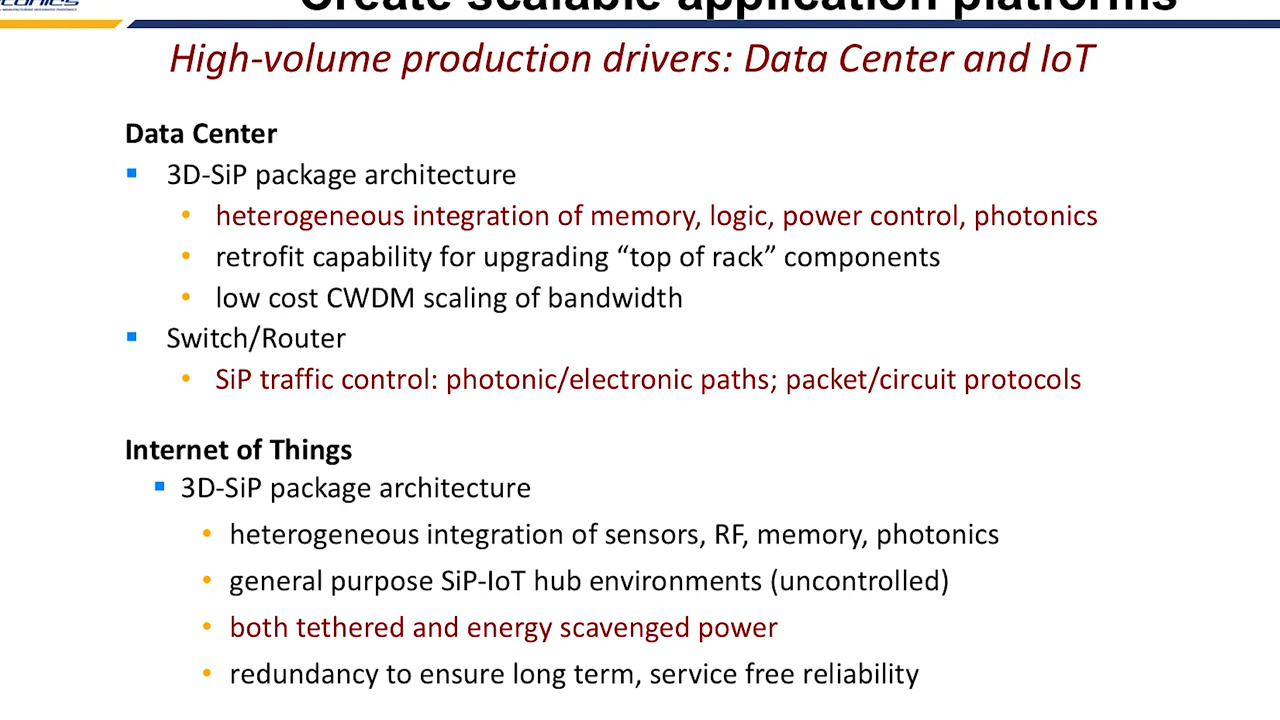 Create scalable application platforms
High-volume production drivers: Data Center and IoT
Data Center
3D-SiP package architecture
heterogeneous integration of memory, logic, power control, photonics
retrofit capability for upgrading “top of rack” components
low cost CWDM scaling of bandwidth
Switch/Router
SiP traffic control: photonic/electronic paths; packet/circuit protocols
Internet of Things
3D-SiP package architecture
heterogeneous integration of sensors, RF, memory, photonics
general purpose SiP-IoT hub environments (uncontrolled)
both tethered and energy scavenged power
redundancy to ensure long term, service free reliability